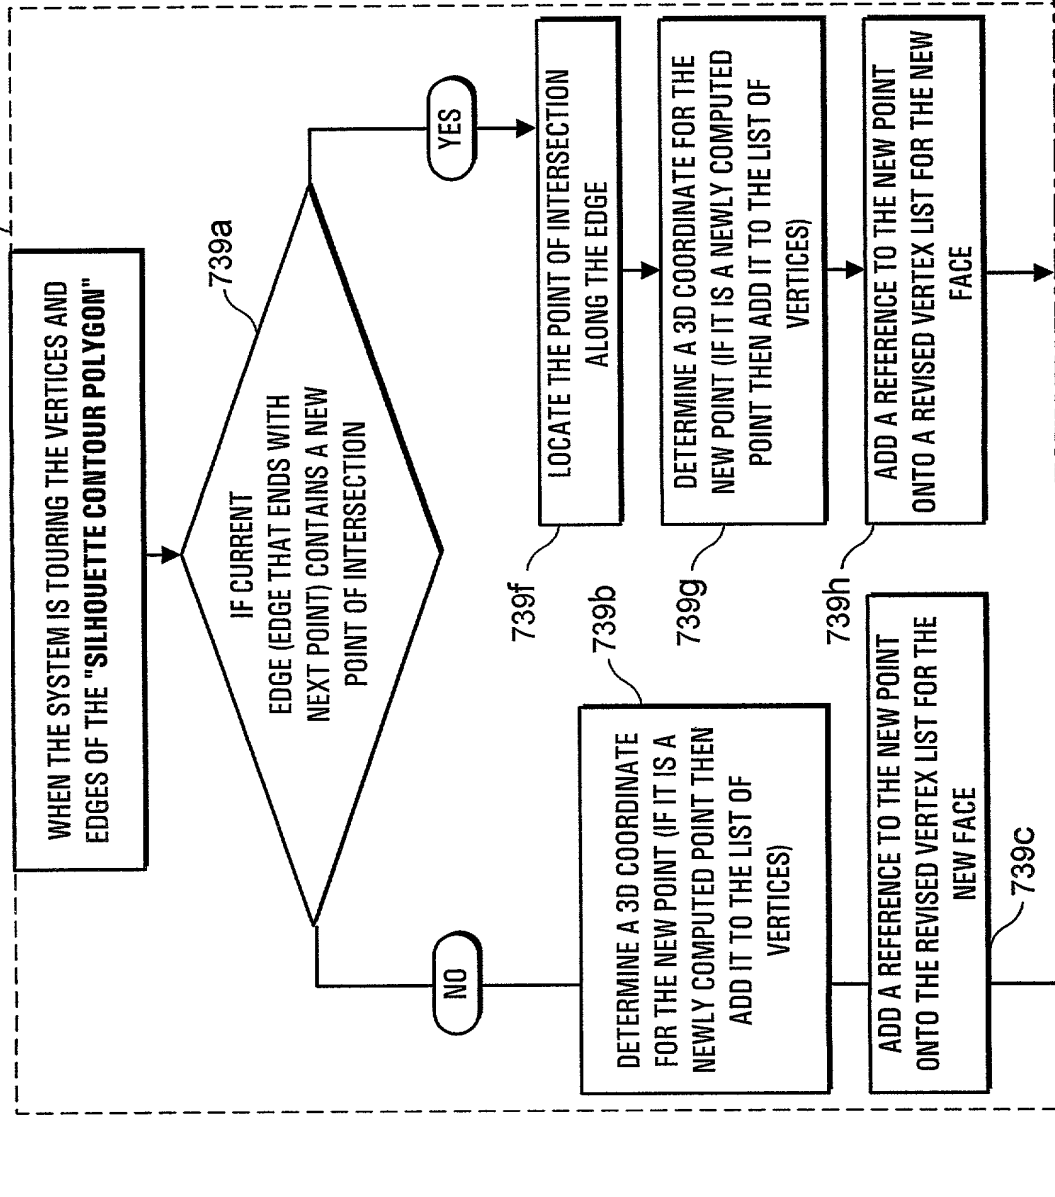 WHEN THE SYSTEM IS TOURING THE VERTICES AND
EDGES OF THE "SILHOUETTE CONTOUR POLYGON"
739a
IF CURRENT
EDGE (EDGE THAT ENDS WITH
NEXT POINT) CONTAINS A NEW
POINT OF INTERSECTION
NO
YES
739b
DETERMINE A 3D COORDINATE
FOR THE NEW POINT (IF IT IS A
NEWLY COMPUTED POINT THEN
ADD IT TO THE LIST OF
VERTICES)
ADD A REFERENCE TO THE NEW POINT
ONTO THE REVISED VERTEX LIST FOR THE
NEW FACE
739c
739f
LOCATE THE POINT OF INTERSECTION
ALONG THE EDGE
739g
DETERMINE A 3D COORDINATE FOR THE
NEW POINT (IF IT IS A NEWLY COMPUTED
POINT THEN ADD IT TO THE LIST OF
VERTICES)
739h
ADD A REFERENCE TO THE NEW POINT
ONTO A REVISED VERTEX LIST FOR THE NEW
FACE